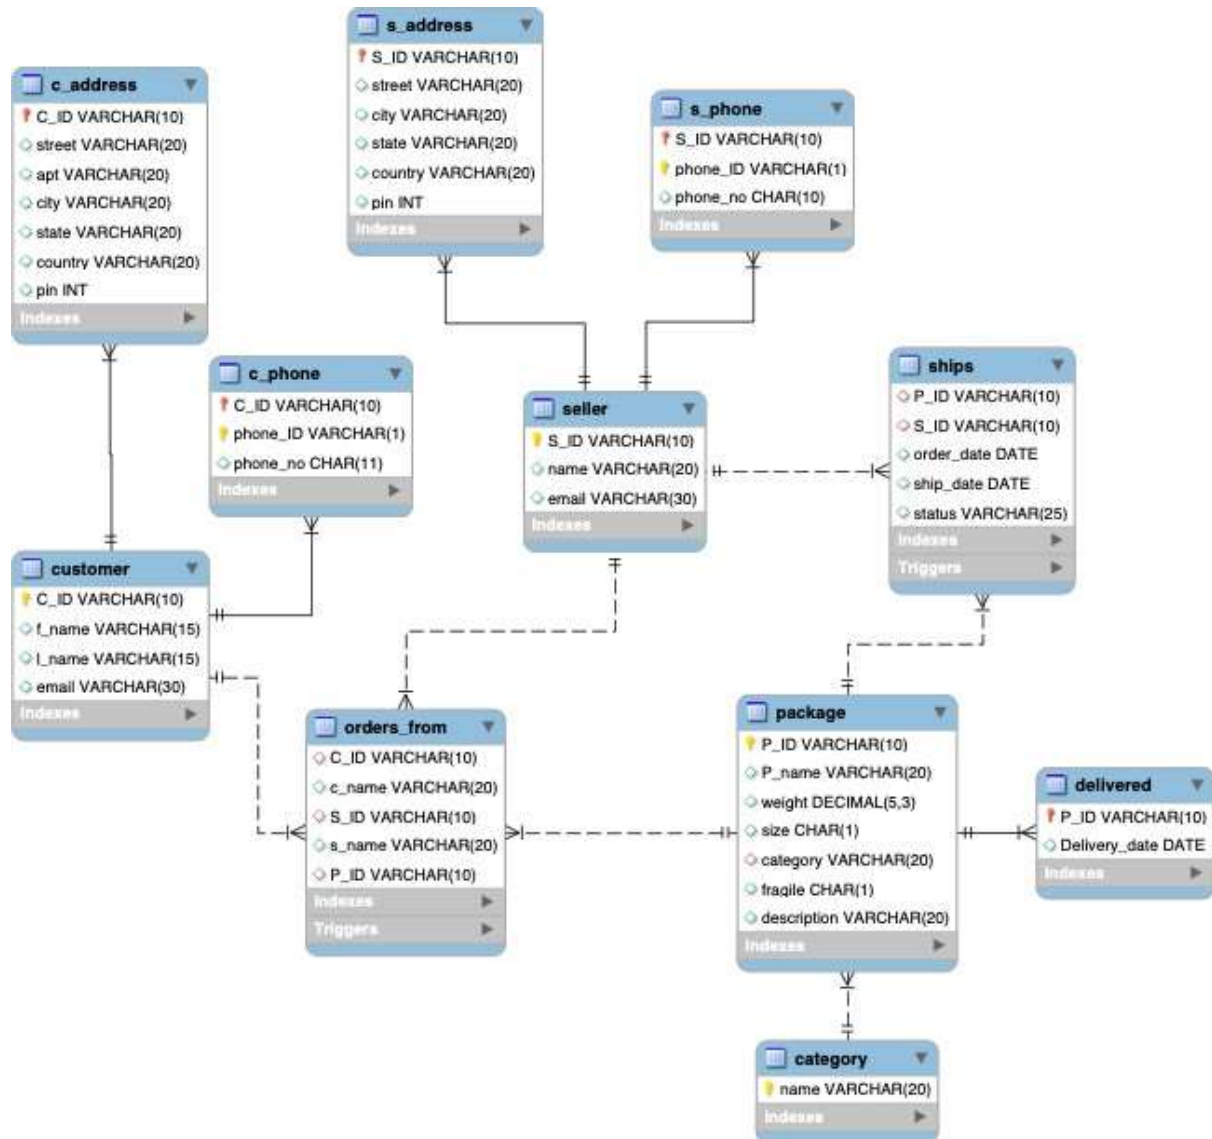 s_address
S_ID VARCHAR(10)
street VARCHAR(20)
city VARCHAR(20)
state VARCHAR(20)
country VARCHAR(20)
pin INT
Indexes
c_address
C_ID VARCHAR(10)
street VARCHAR(20)
apt VARCHAR(20)
city VARCHAR(20)
state VARCHAR(20)
country VARCHAR(20)
pin INT
Indexes
s_phone
S_ID VARCHAR(10)
phone_ID VARCHAR(1)
phone_no CHAR(10)
Indexes
c_phone
C_ID VARCHAR(10)
phone_ID VARCHAR(1)
phone_no CHAR(11)
Indexes
seller
S_ID VARCHAR(10)
name VARCHAR(20)
email VARCHAR(30)
Indexes
ships
P_ID VARCHAR(10)
S_ID VARCHAR(10)
order_date DATE
ship_date DATE
status VARCHAR(25)
Indexes
Triggers
customer
C_ID VARCHAR(10)
f_name VARCHAR(15)
l_name VARCHAR(15)
email VARCHAR(30)
Indexes
orders_from
C_ID VARCHAR(10)
c_name VARCHAR(20)
S_ID VARCHAR(10)
s_name VARCHAR(20)
P_ID VARCHAR(10)
Indexes
Triggers
package
P_ID VARCHAR(10)
P_name VARCHAR(20)
weight DECIMAL(5,3)
size CHAR(1)
category VARCHAR(20)
fragile CHAR(1)
description VARCHAR(20)
Indexes
delivered
P_ID VARCHAR(10)
Delivery_date DATE
Indexes
category
name VARCHAR(20)
Indexes